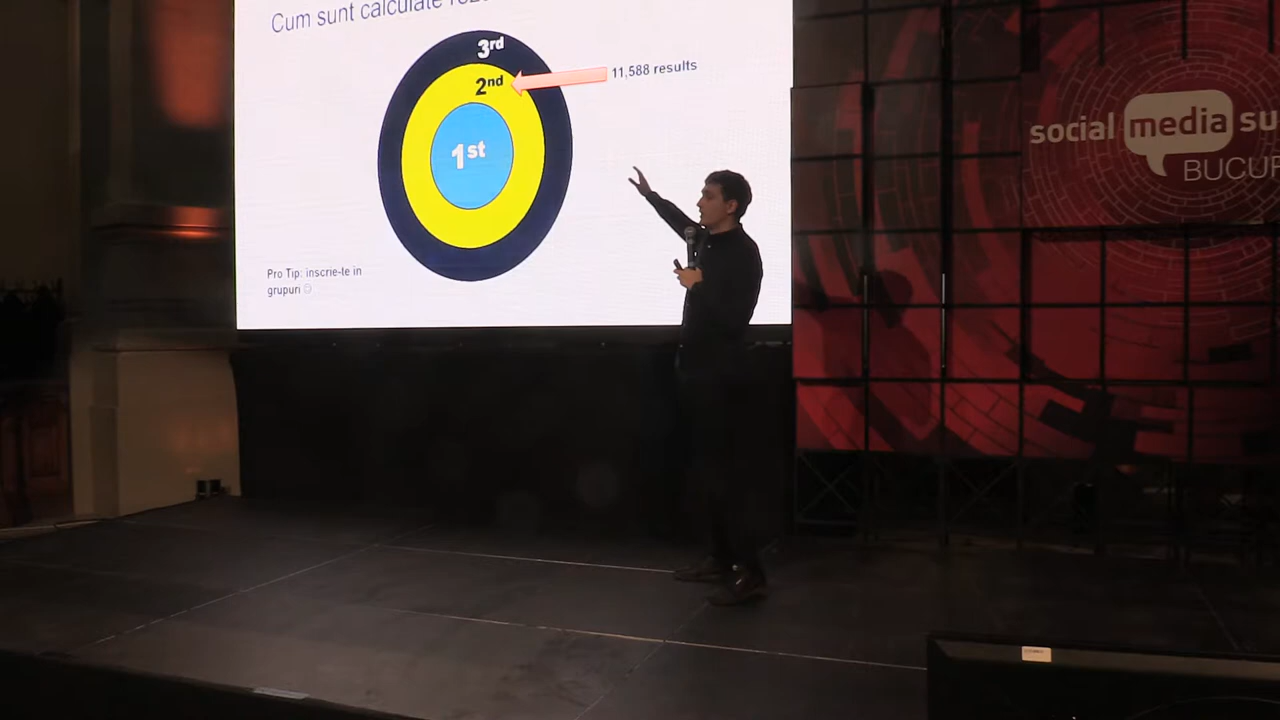 Cum sunt calculate
3rd
2nd
11,588 results
1st
Pro Tip: inscrie-te in
grupuri ☺
social media su
BUCUR